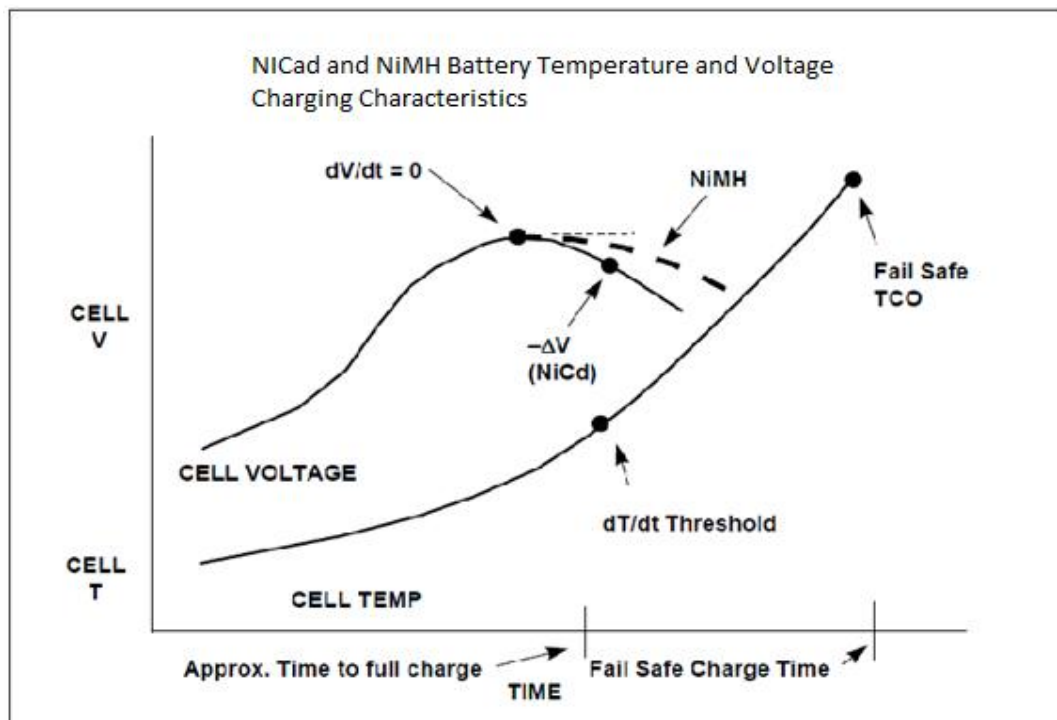 NICad and NiMH Battery Temperature and Voltage
Charging Characteristics
dV/dt = 0
NiMH
Fail Safe
TCO
CELL
V
–ΔV
(NiCd)
CELL VOLTAGE
dT/dt Threshold
CELL
T
CELL TEMP
Approx. Time to full charge
Fail Safe Charge Time
TIME